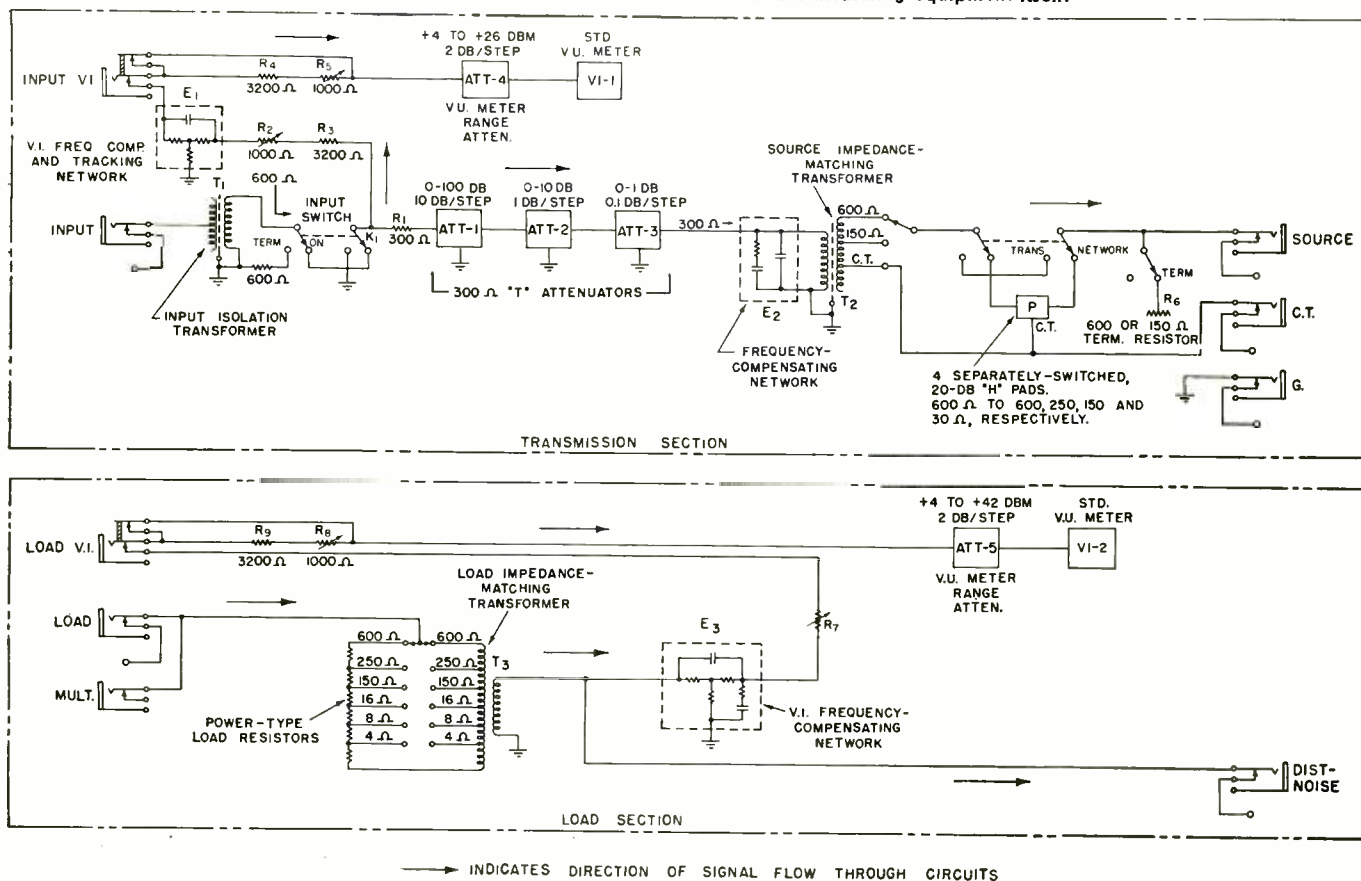 Equipment Room
+4 TO +26 DBM
2 DB/STEP
STD
V.U. METER
INPUT VI
R4
3200 Ω
R5
1000 Ω
ATT-4
VI-1
V.U. METER
RANGE
ATTEN.
E1
V.I. FREQ COMP.
AND TRACKING
NETWORK
R2
1000 Ω
R3
3200 Ω
600 Ω
T1
INPUT
SWITCH
INPUT
TERM
ON
K1
600 Ω
R1
300 Ω
0-100 DB
10 DB/STEP
0-10 DB
1 DB/STEP
0-1 DB
0.1 DB/STEP
ATT-1
ATT-2
ATT-3
300 Ω "T" ATTENUATORS
INPUT ISOLATION
TRANSFORMER
300 Ω
SOURCE IMPEDANCE-
MATCHING
TRANSFORMER
600 Ω
150 Ω
C.T.
T2
E2
FREQUENCY-
COMPENSATING
NETWORK
TRANS
NETWORK
P
C.T.
TERM
R6
600 OR 150 Ω
TERM. RESISTOR
4 SEPARATELY-SWITCHED,
20-DB "H" PADS.
600 Ω TO 600, 250, 150 AND
30 Ω, RESPECTIVELY.
SOURCE
C.T.
G.
TRANSMISSION SECTION
+4 TO +42 DBM
2 DB/STEP
STD.
V.U. METER
LOAD V.I.
R9
3200 Ω
R8
1000 Ω
ATT-5
VI-2
V.U. METER
RANGE
ATTEN.
LOAD IMPEDANCE-
MATCHING
TRANSFORMER
LOAD
MULT.
600 Ω 600 Ω
250 Ω 250 Ω
150 Ω 150 Ω
16 Ω 16 Ω
8 Ω 8 Ω
4 Ω 4 Ω
T3
POWER-TYPE
LOAD RESISTORS
E3
R7
V.I. FREQUENCY-
COMPENSATING
NETWORK
DIST-
NOISE
LOAD SECTION
INDICATES DIRECTION OF SIGNAL FLOW THROUGH CIRCUITS